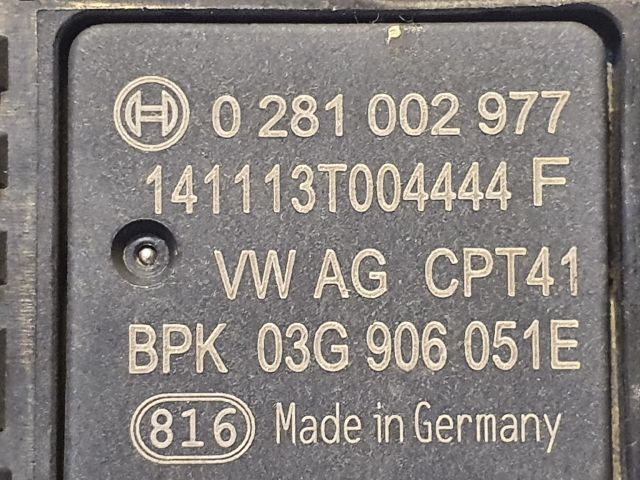 0 281 002 977
141113T004444 F
VW AG CPT41
BPK 03G 906 051E
816 Made in Germany